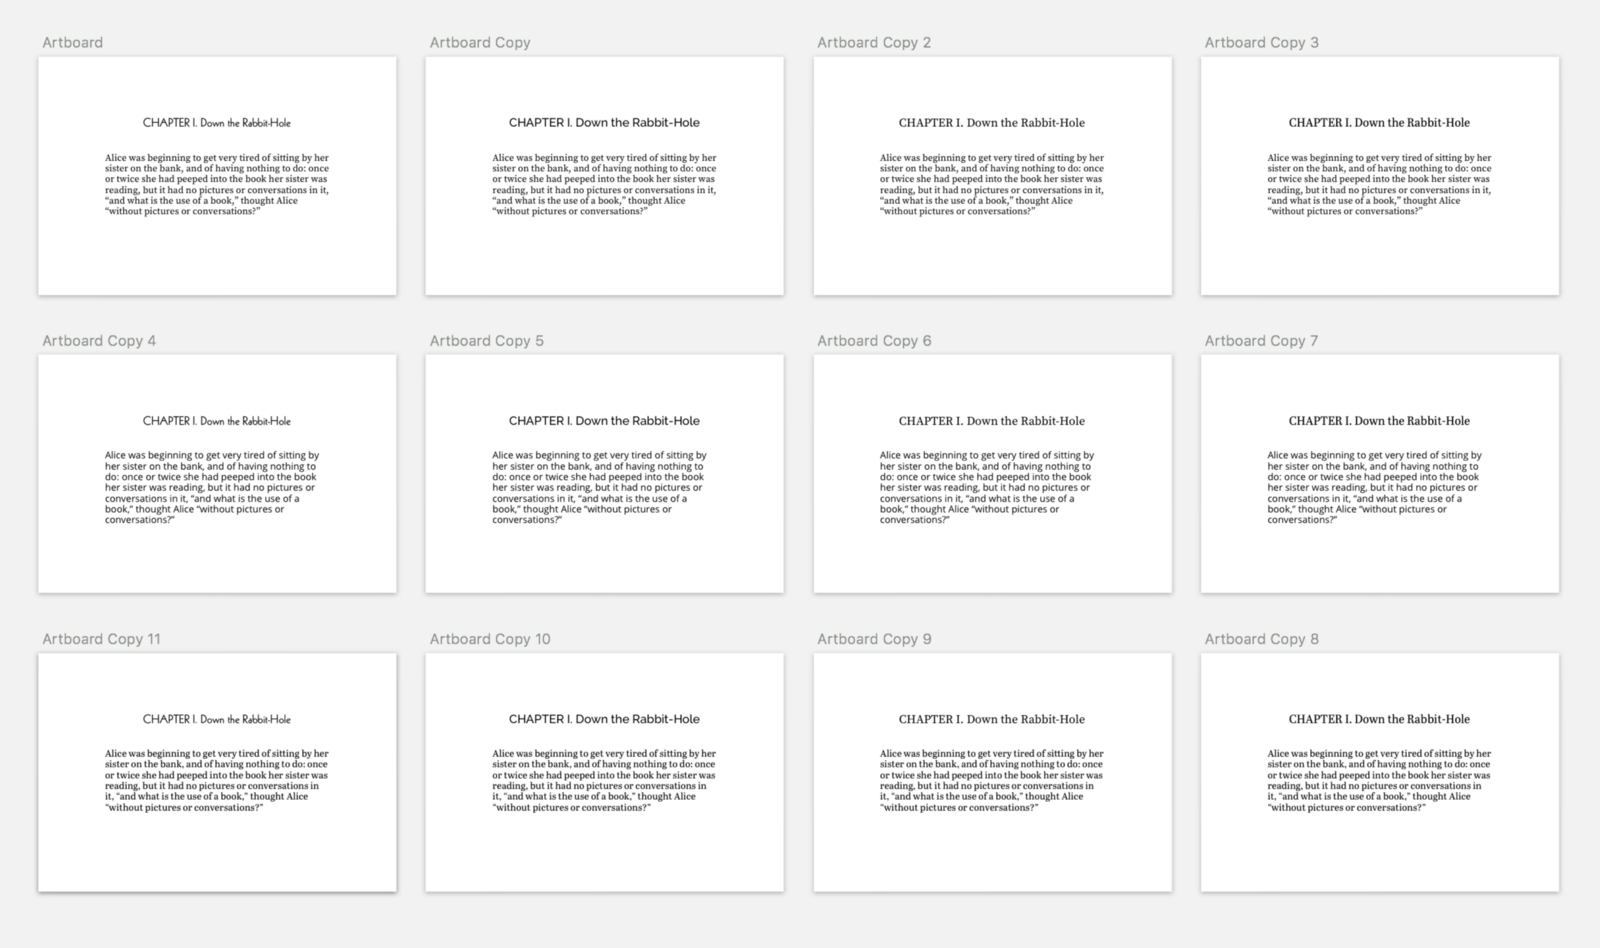 Artboard
CHAPTER I. Down the Rabbit-Hole
Alice was beginning to get very tired of sitting by her
sister on the bank, and of having nothing to do: once
or twice she had peeped into the book her sister was
reading, but it had no pictures or conversations in it,
“and what is the use of a book,” thought Alice
“without pictures or conversations?”
Artboard Copy
CHAPTER I. Down the Rabbit-Hole
Alice was beginning to get very tired of sitting by her
sister on the bank, and of having nothing to do: once
or twice she had peeped into the book her sister was
reading, but it had no pictures or conversations in it,
“and what is the use of a book,” thought Alice
“without pictures or conversations?”
Artboard Copy 2
CHAPTER I. Down the Rabbit-Hole
Alice was beginning to get very tired of sitting by her
sister on the bank, and of having nothing to do: once
or twice she had peeped into the book her sister was
reading, but it had no pictures or conversations in it,
“and what is the use of a book,” thought Alice
“without pictures or conversations?”
Artboard Copy 3
CHAPTER I. Down the Rabbit-Hole
Alice was beginning to get very tired of sitting by her
sister on the bank, and of having nothing to do: once
or twice she had peeped into the book her sister was
reading, but it had no pictures or conversations in it,
“and what is the use of a book,” thought Alice
“without pictures or conversations?”
Artboard Copy 4
CHAPTER I. Down the Rabbit-Hole
Alice was beginning to get very tired of sitting by
her sister on the bank, and of having nothing to
do: once or twice she had peeped into the book
her sister was reading, but it had no pictures or
conversations in it, “and what is the use of a
book,” thought Alice “without pictures or
conversations?”
Artboard Copy 5
CHAPTER I. Down the Rabbit-Hole
Alice was beginning to get very tired of sitting by
her sister on the bank, and of having nothing to
do: once or twice she had peeped into the book
her sister was reading, but it had no pictures or
conversations in it, “and what is the use of a
book,” thought Alice “without pictures or
conversations?”
Artboard Copy 6
CHAPTER I. Down the Rabbit-Hole
Alice was beginning to get very tired of sitting by
her sister on the bank, and of having nothing to
do: once or twice she had peeped into the book
her sister was reading, but it had no pictures or
conversations in it, “and what is the use of a
book,” thought Alice “without pictures or
conversations?”
Artboard Copy 7
CHAPTER I. Down the Rabbit-Hole
Alice was beginning to get very tired of sitting by
her sister on the bank, and of having nothing to
do: once or twice she had peeped into the book
her sister was reading, but it had no pictures or
conversations in it, “and what is the use of a
book,” thought Alice “without pictures or
conversations?”
Artboard Copy 11
CHAPTER I. Down the Rabbit-Hole
Alice was beginning to get very tired of sitting by her
sister on the bank, and of having nothing to do: once
or twice she had peeped into the book her sister was
reading, but it had no pictures or conversations in
it, “and what is the use of a book,” thought Alice
“without pictures or conversations?”
Artboard Copy 10
CHAPTER I. Down the Rabbit-Hole
Alice was beginning to get very tired of sitting by her
sister on the bank, and of having nothing to do: once
or twice she had peeped into the book her sister was
reading, but it had no pictures or conversations in
it, “and what is the use of a book,” thought Alice
“without pictures or conversations?”
Artboard Copy 9
CHAPTER I. Down the Rabbit-Hole
Alice was beginning to get very tired of sitting by her
sister on the bank, and of having nothing to do: once
or twice she had peeped into the book her sister was
reading, but it had no pictures or conversations in
it, “and what is the use of a book,” thought Alice
“without pictures or conversations?”
Artboard Copy 8
CHAPTER I. Down the Rabbit-Hole
Alice was beginning to get very tired of sitting by her
sister on the bank, and of having nothing to do: once
or twice she had peeped into the book her sister was
reading, but it had no pictures or conversations in
it, “and what is the use of a book,” thought Alice
“without pictures or conversations?”